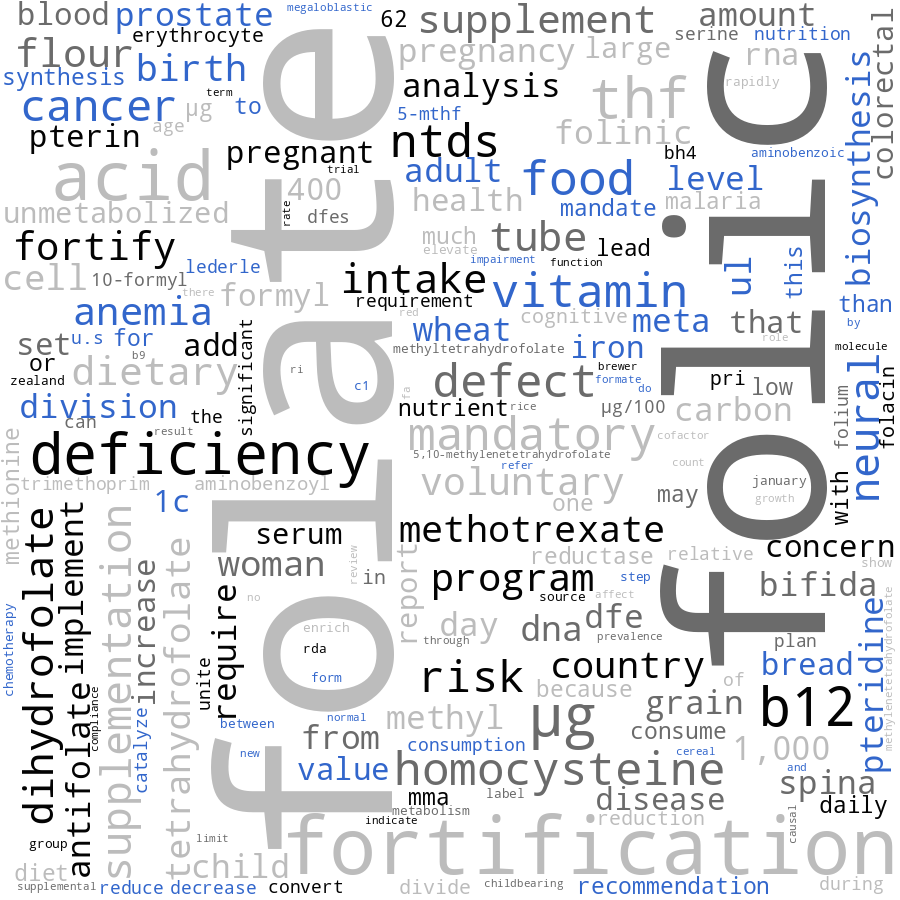 blood
prostate
megaloblastic
62
supplement
amount
colorectal
erythrocyte
serine
nutrition
flour
folate
pregnancy
large
rna
folic
synthesis
birth
analysis
thf
rapidly
biosynthesis
cancer
µg
term
to
5-mthf
pterin
age
ntds
folinic
pregnant
bh4
aminobenzoic
acid
trial
adult
food
level
400
rate
health
mandate
malaria
unmetabolized
dfes
fortify
much
tube
lead
ul
this
elevate
cell
10-formyl
lederle
impairment
function
there
formyl
intake
vitamin
than
anemia
requirement
cognitive
meta
that
by
set
u.s
for
add
significant
red
wheat
role
or
b9
methyltetrahydrofolate
iron
molecule
zealand
dietary
ri
c1
fa
defect
brewer
formate
do
pri
low
neural
folacin
division
can
the
nutrient
rice
µg/100
carbon
folium
methionine
result
deficiency
mandatory
cofactor
5,10-methylenetetrahydrofolate
refer
count
trimethoprim
aminobenzoyl
voluntary
january
1c
one
may
growth
with
dihydrofolate
implement
supplementation
serum
methotrexate
concern
increase
tetrahydrofolate
woman
review
in
report
reductase
relative
show
program
step
bifida
require
no
source
affect
chemotherapy
enrich
day
dna
dfe
pteridine
methylenetetrahydrofolate
rda
through
prevalence
plan
antifolate
compliance
unite
form
risk
country
bread
because
of
catalyze
between
normal
methyl
µg
grain
b12
new
from
consumption
consume
cereal
1,000
value
homocysteine
and
spina
mma
label
disease
daily
metabolism
indicate
reduction
causal
group
limit
fortification
diet
child
supplemental
reduce
decrease
convert
divide
childbearing
recommendation
during